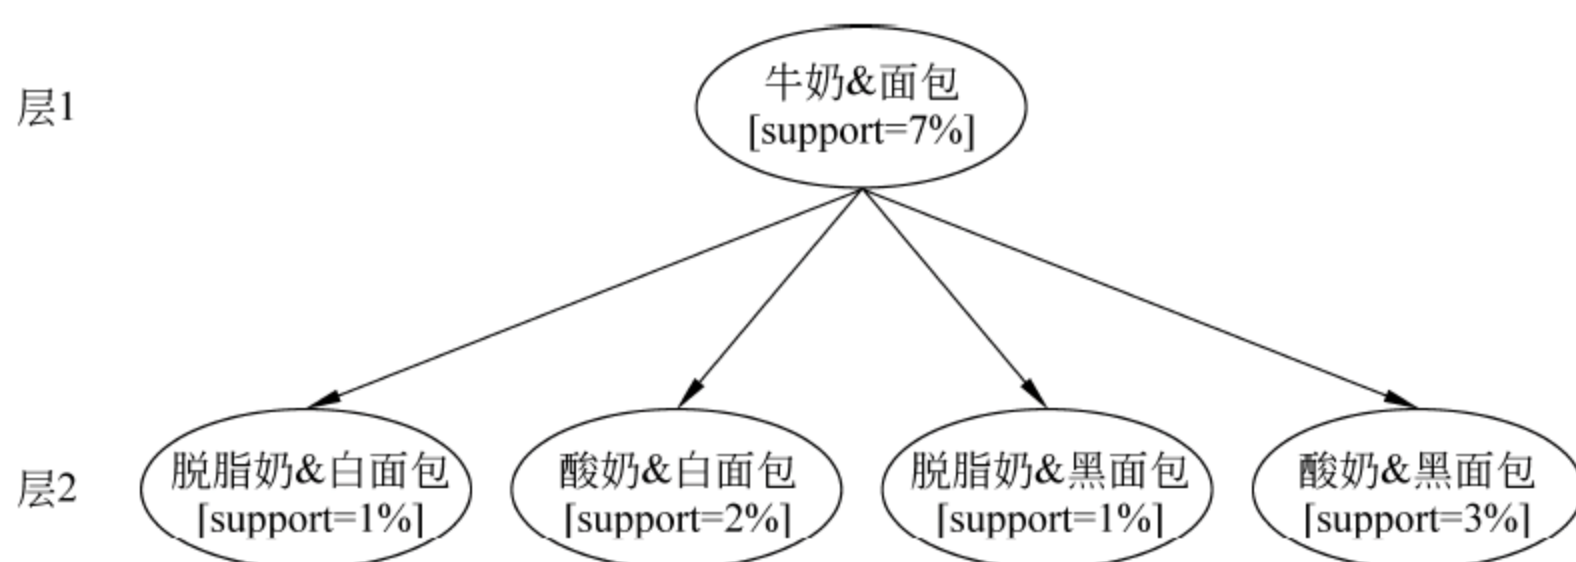 层1
牛奶&面包
[support=7%]
层2
脱脂奶&白面包
[support=1%]
酸奶&白面包
[support=2%]
脱脂奶&黑面包
[support=1%]
酸奶&黑面包
[support=3%]